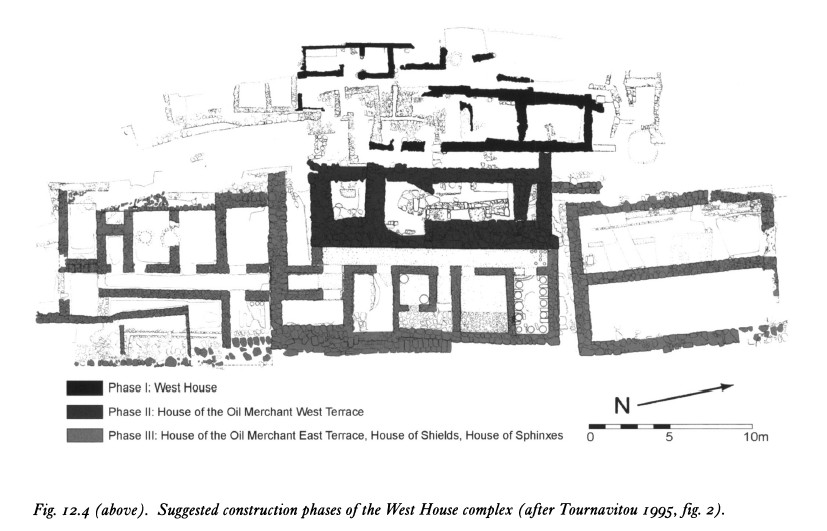 Phase I: West House
Phase II: House of the Oil Merchant West Terrace
Phase III: House of the Oil Merchant East Terrace, House of Shields, House of Sphinxes
N
0 5 10m
Fig. 12.4 (above). Suggested construction phases of the West House complex (after Tournavitou 1995, fig. 2).